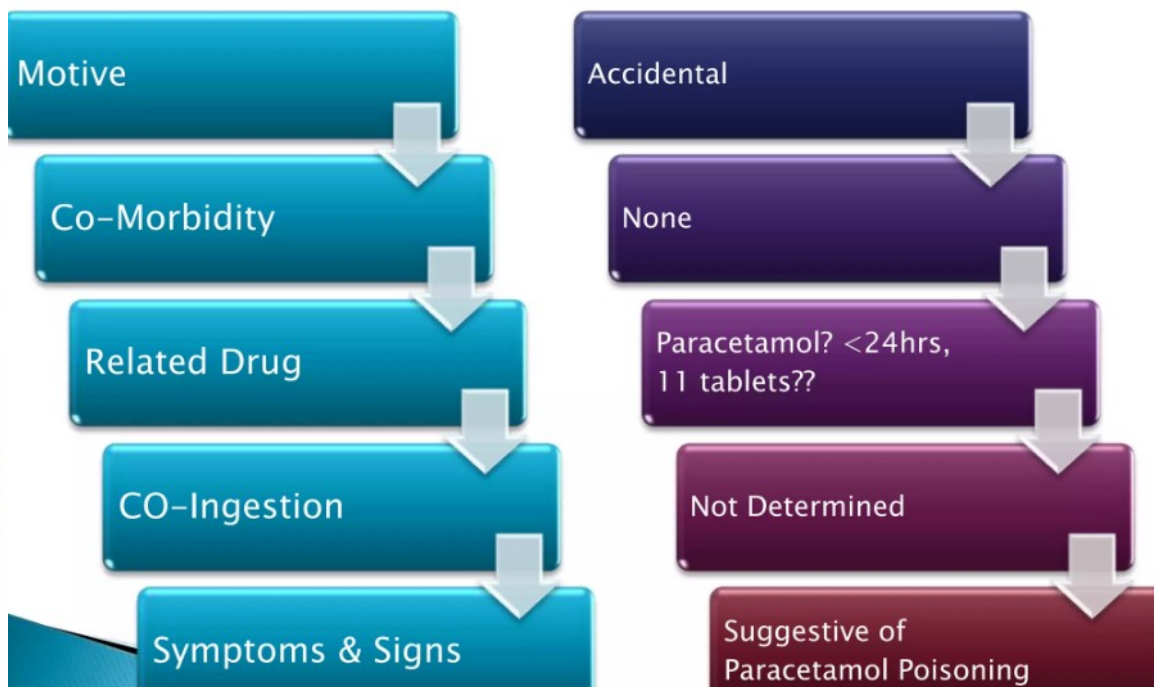 Motive
Accidental
Co-Morbidity
None
Related Drug
Paracetamol? <24hrs,
11 tablets??
CO-Ingestion
Not Determined
Symptoms & Signs
Suggestive of
Paracetamol Poisoning